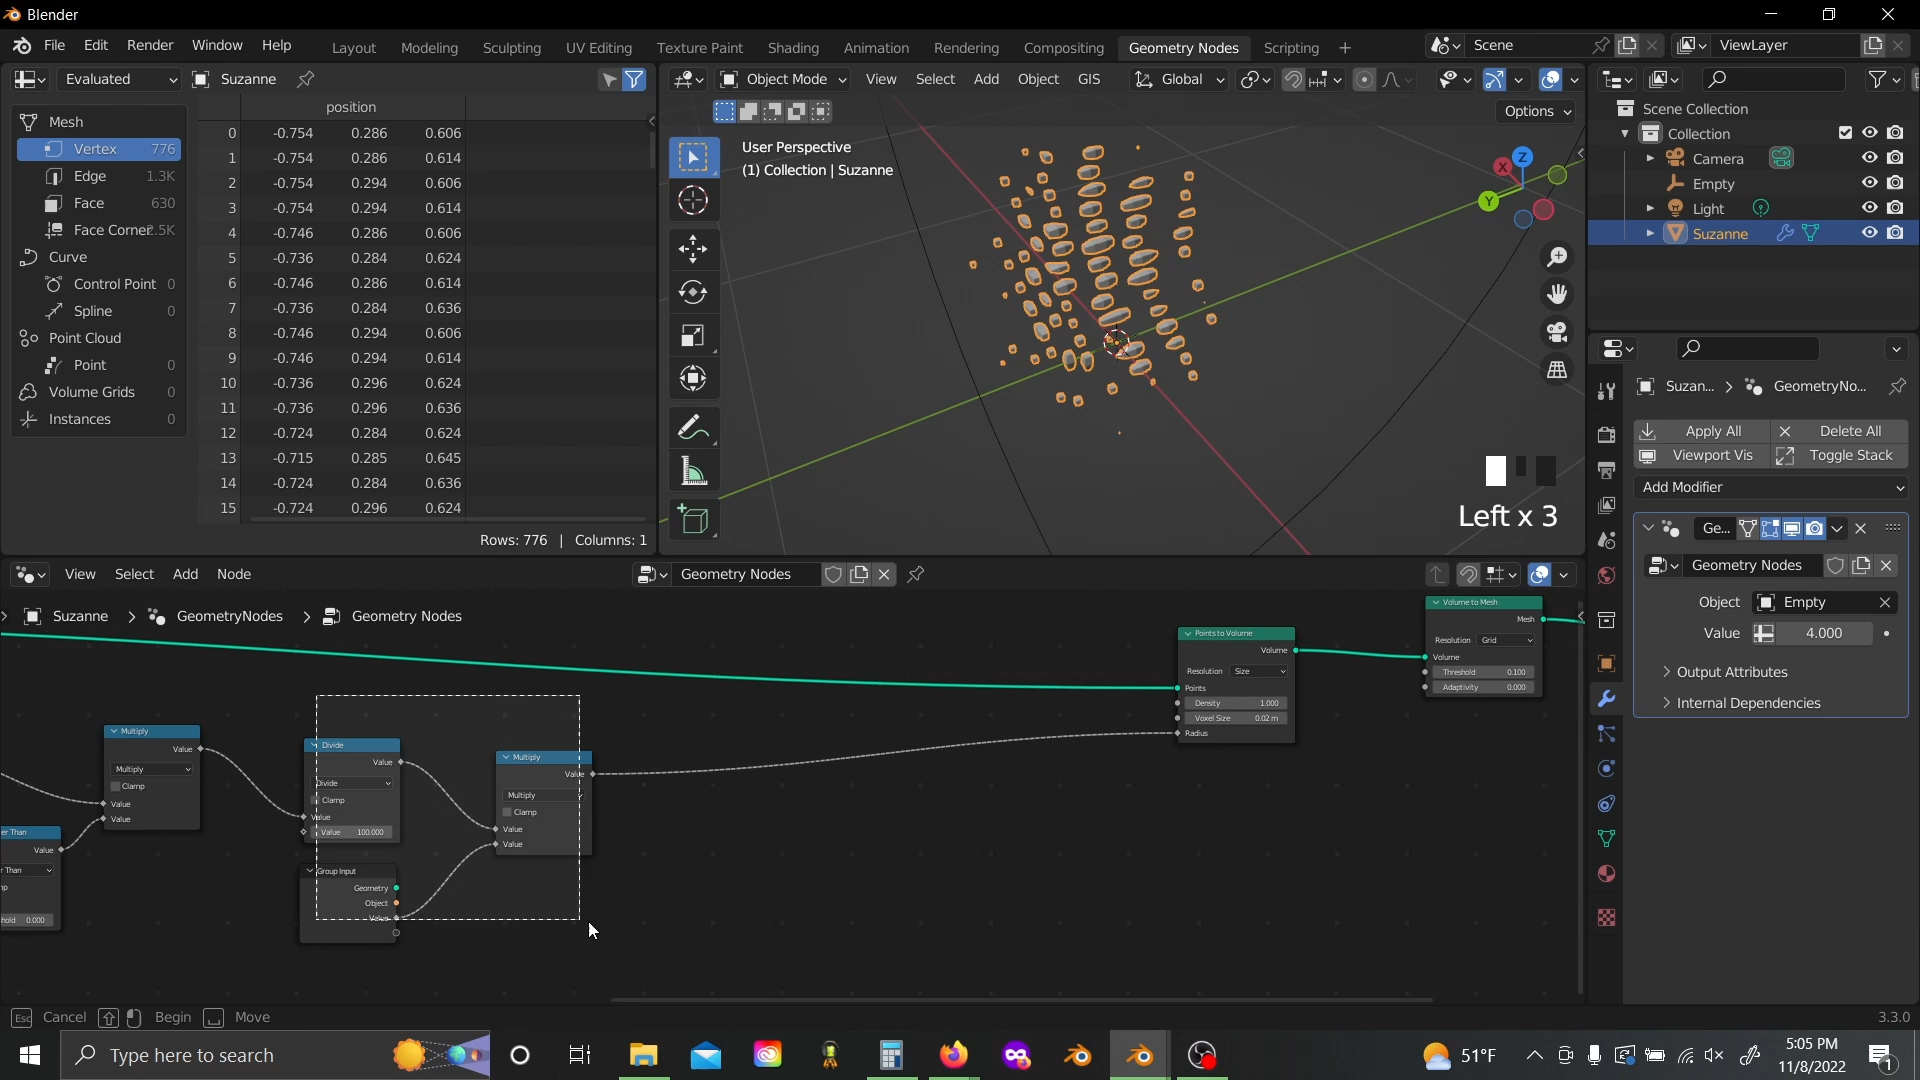 Blender
File Edit Render Window Help Layout Modeling Sculpting UV Editing Texture Paint Shading Animation Rendering Compositing Geometry Nodes Scripting + Scene ViewLayer
Evaluated Suzanne
Object Mode View Select Add Object GIS Global
Options
position
Mesh
Vertex 776
Edge 1.3K
Face 630
Face Corner 2.5K
Curve
Control Point 0
Spline 0
Point Cloud
Point 0
Volume Grids 0
Instances 0
0 -0.754 0.286 0.606
1 -0.754 0.286 0.614
2 -0.754 0.294 0.606
3 -0.754 0.294 0.614
4 -0.746 0.286 0.606
5 -0.736 0.284 0.624
6 -0.746 0.286 0.614
7 -0.736 0.284 0.636
8 -0.746 0.294 0.606
9 -0.746 0.294 0.614
10 -0.736 0.296 0.624
11 -0.736 0.296 0.636
12 -0.724 0.284 0.624
13 -0.715 0.285 0.645
14 -0.724 0.284 0.636
15 -0.724 0.296 0.624
Rows: 776 | Columns: 1
User Perspective
(1) Collection | Suzanne
X
Y
Z
Left x 3
Scene Collection
Collection
Camera
Empty
Light
Suzanne
Suzan... > GeometryNo...
Apply All Delete All
Viewport Vis Toggle Stack
Add Modifier
Ge...
Geometry Nodes
Object Empty
Value 4.000
Output Attributes
Internal Dependencies
View Select Add Node
Geometry Nodes
Suzanne > GeometryNodes > Geometry Nodes
Multiply
Value
Multiply
Clamp
Value
Value
er Than
Value
r Than
hold 0.000
Divide
Value
Divide
Clamp
Value
Value 100.000
Group Input
Geometry
Object
Value
Multiply
Value
Multiply
Clamp
Value
Value
Points to Volume
Volume
Resolution Size
Points
Density 1.000
Voxel Size 0.02 m
Radius
Volume to Mesh
Mesh
Resolution Grid
Volume
Threshold 0.100
Adaptivity 0.000
Esc Cancel Begin Move
3.3.0
Type here to search
51°F
5:05 PM
11/8/2022
1